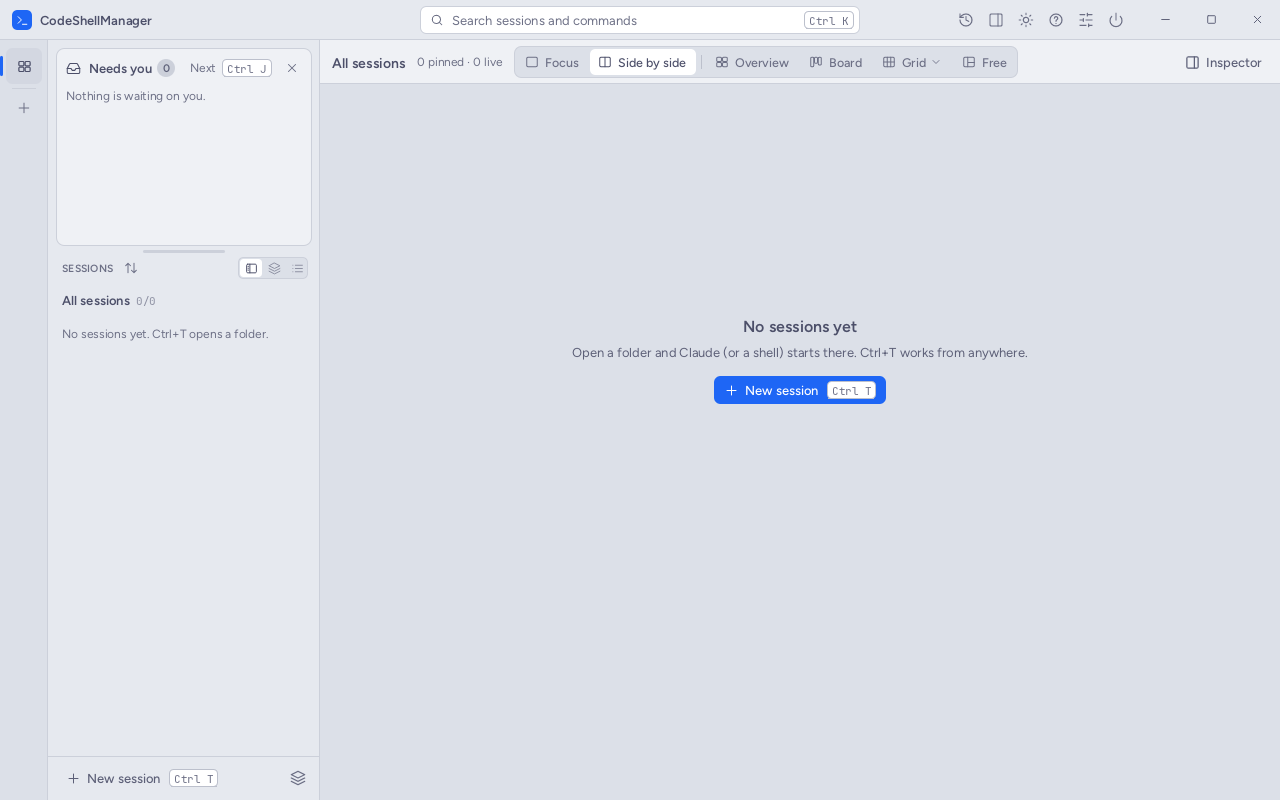 CodeShellManager
Search sessions and commands
Ctrl K
Needs you 0 Next Ctrl J
Nothing is waiting on you.
SESSIONS
All sessions 0/0
No sessions yet. Ctrl+T opens a folder.
New session Ctrl T
All sessions 0 pinned · 0 live
Focus
Side by side
Overview
Board
Grid
Free
Inspector
No sessions yet
Open a folder and Claude (or a shell) starts there. Ctrl+T works from anywhere.
New session Ctrl T